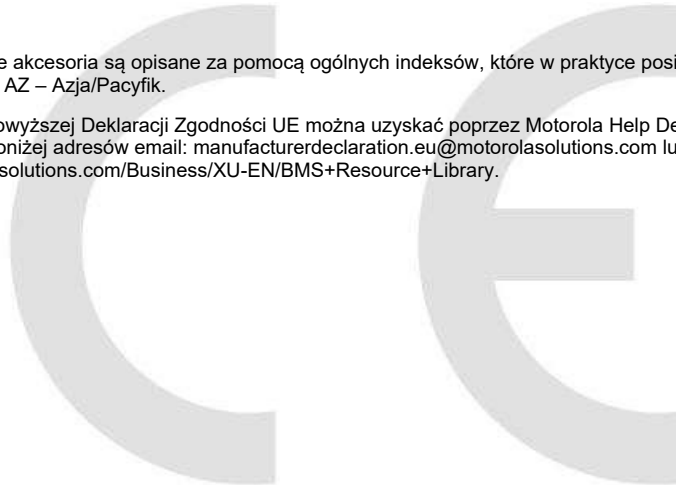 e akcesoria są opisane za pomocą ogólnych indeksów, które w praktyce posi
AZ – Azja/Pacyfik.
owyższej Deklaracji Zgodności UE można uzyskać poprzez Motorola Help De
oniżej adresów email: manufacturerdeclaration.eu@motorolasolutions.com lu
solutions.com/Business/XU-EN/BMS+Resource+Library.
CE